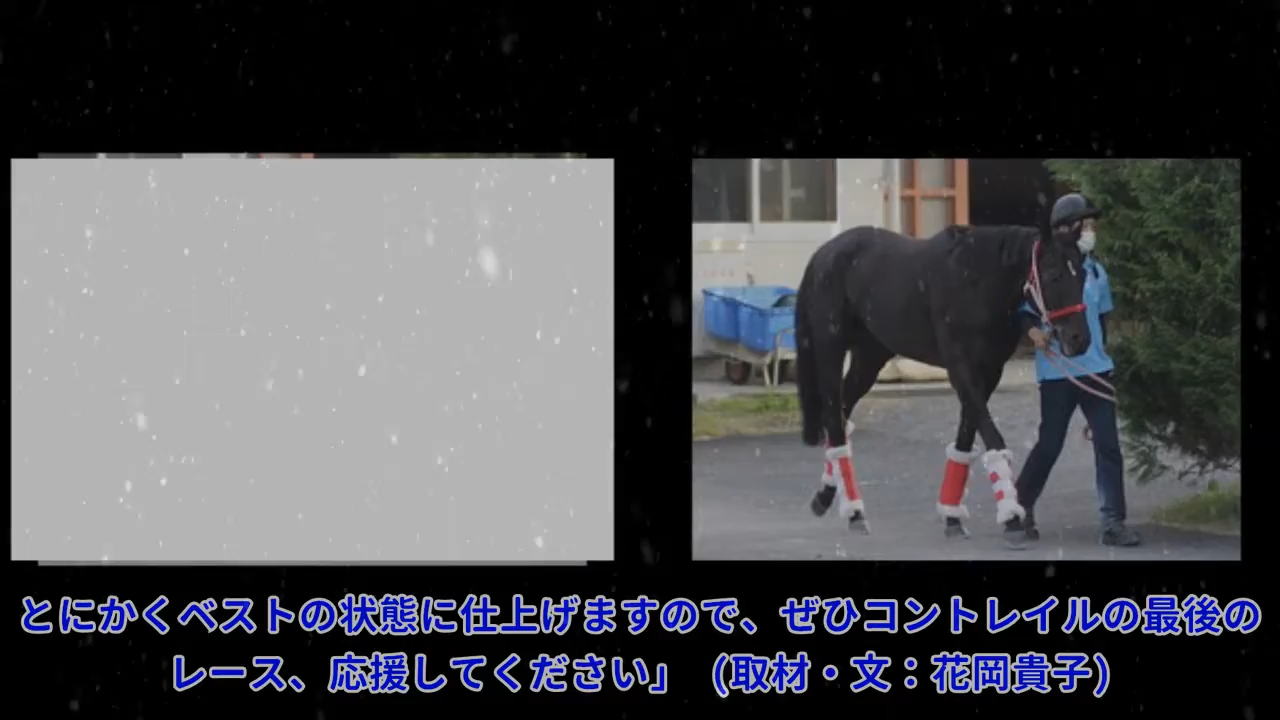 とにかくベストの状態に仕上げますので、ぜひコントレイルの最後の
レース、応援してください」 (取材・文：花岡貴子)